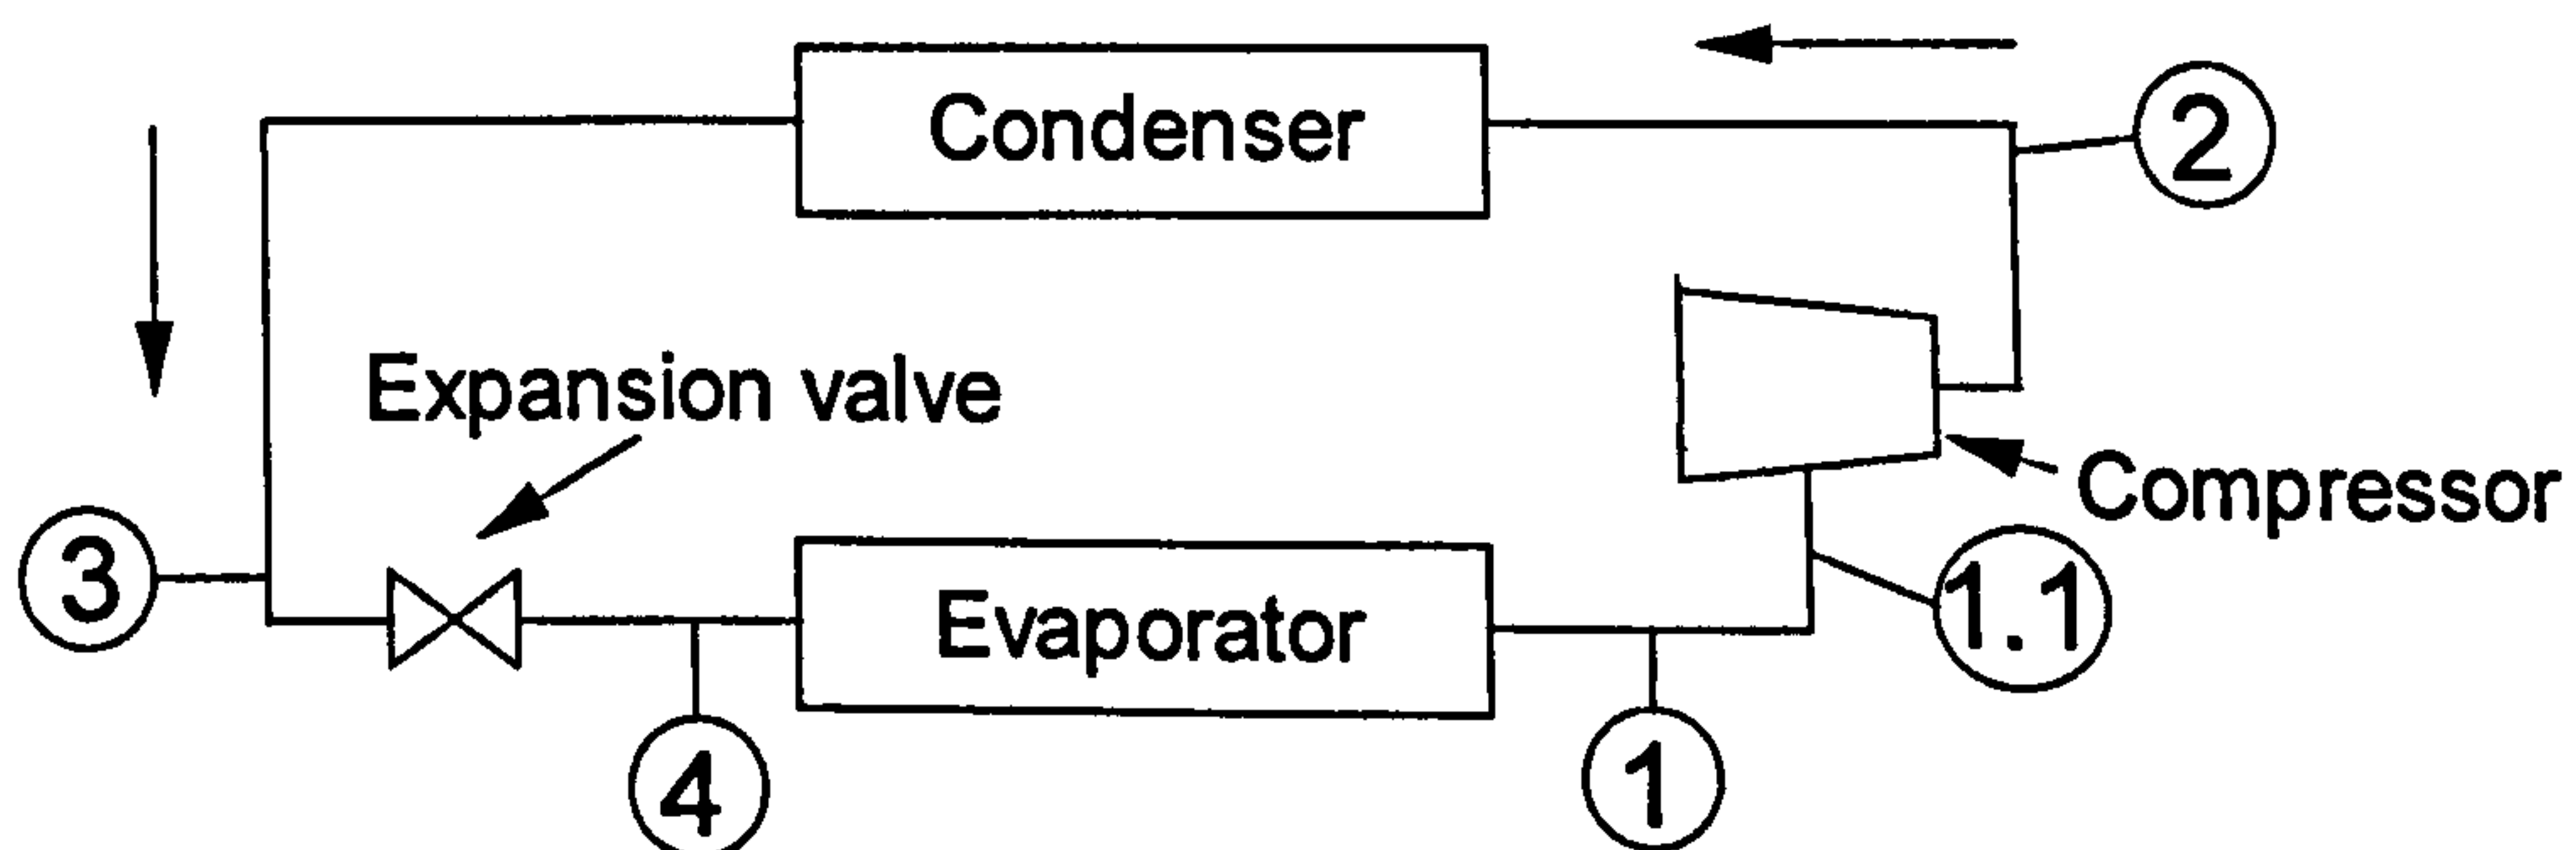 Condenser
2
Expansion valve
Compressor
3
Evaporator
1.1
4
1